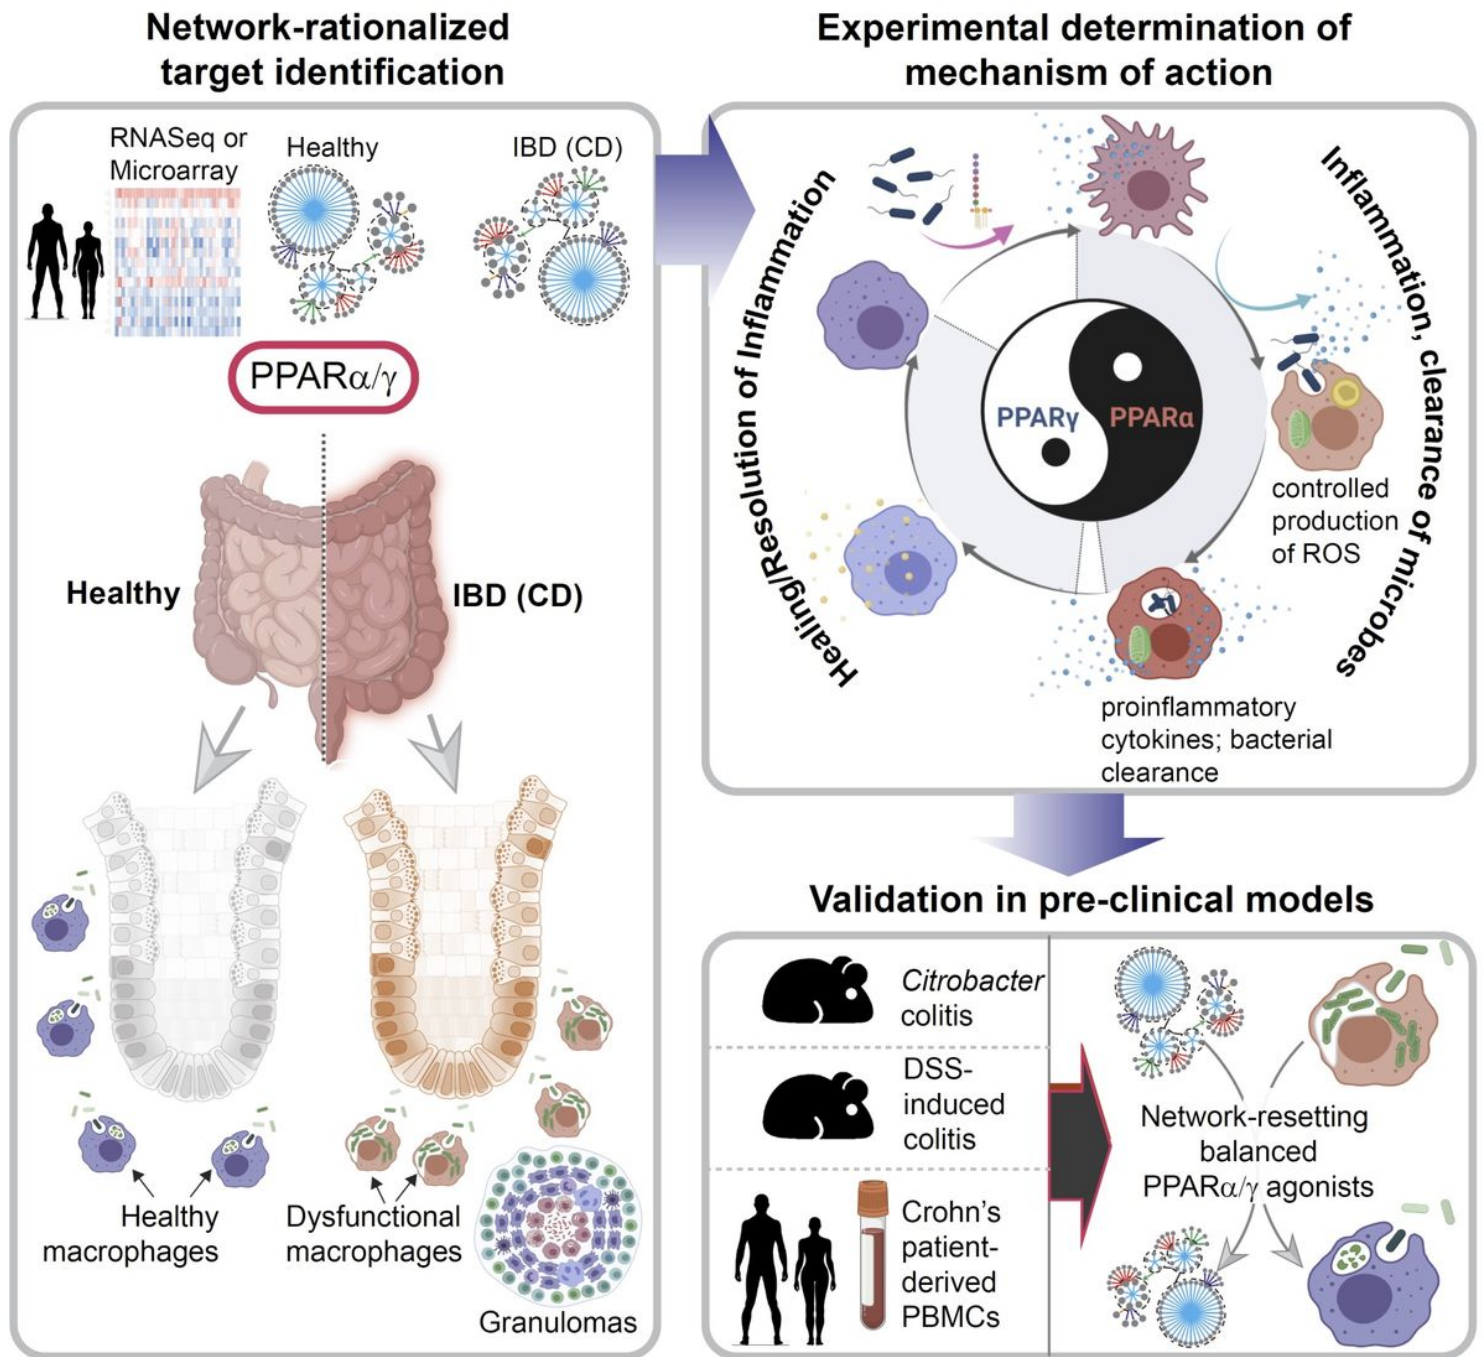 Network-rationalized
target identification
RNASeq or
Microarray
Healthy
IBD (CD)
PPARα/γ
Healthy
IBD (CD)
Healthy
macrophages
Dysfunctional
macrophages
Granulomas
Experimental determination of
mechanism of action
Healing/Resolution of Inflammation
Inflammation, clearance of microbes
PPARγ
PPARα
controlled
production
of ROS
proinflammatory
cytokines; bacterial
clearance
Validation in pre-clinical models
Citrobacter
colitis
DSS-
induced
colitis
Crohn's
patient-
derived
PBMCs
Network-resetting
balanced
PPARα/γ agonists